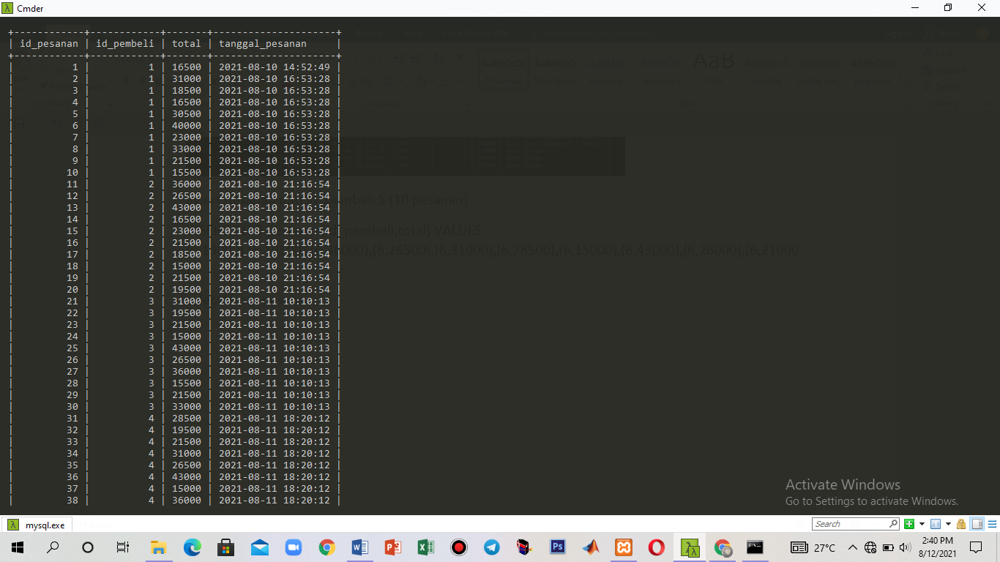 Cmder
+------------+------------+-------+---------------------+
| id_pesanan | id_pembeli | total | tanggal_pesanan     |
+------------+------------+-------+---------------------+
|          1 |          1 | 16500 | 2021-08-10 14:52:49 |
|          2 |          1 | 31000 | 2021-08-10 16:53:28 |
|          3 |          1 | 18500 | 2021-08-10 16:53:28 |
|          4 |          1 | 16500 | 2021-08-10 16:53:28 |
|          5 |          1 | 30500 | 2021-08-10 16:53:28 |
|          6 |          1 | 40000 | 2021-08-10 16:53:28 |
|          7 |          1 | 23000 | 2021-08-10 16:53:28 |
|          8 |          1 | 33000 | 2021-08-10 16:53:28 |
|          9 |          1 | 21500 | 2021-08-10 16:53:28 |
|         10 |          1 | 15500 | 2021-08-10 16:53:28 |
|         11 |          2 | 36000 | 2021-08-10 21:16:54 |
|         12 |          2 | 26500 | 2021-08-10 21:16:54 |
|         13 |          2 | 43000 | 2021-08-10 21:16:54 |
|         14 |          2 | 16500 | 2021-08-10 21:16:54 |
|         15 |          2 | 23000 | 2021-08-10 21:16:54 |
|         16 |          2 | 21500 | 2021-08-10 21:16:54 |
|         17 |          2 | 18500 | 2021-08-10 21:16:54 |
|         18 |          2 | 15000 | 2021-08-10 21:16:54 |
|         19 |          2 | 21500 | 2021-08-10 21:16:54 |
|         20 |          2 | 19500 | 2021-08-10 21:16:54 |
|         21 |          3 | 31000 | 2021-08-11 10:10:13 |
|         22 |          3 | 19500 | 2021-08-11 10:10:13 |
|         23 |          3 | 21500 | 2021-08-11 10:10:13 |
|         24 |          3 | 15000 | 2021-08-11 10:10:13 |
|         25 |          3 | 43000 | 2021-08-11 10:10:13 |
|         26 |          3 | 26500 | 2021-08-11 10:10:13 |
|         27 |          3 | 36000 | 2021-08-11 10:10:13 |
|         28 |          3 | 15500 | 2021-08-11 10:10:13 |
|         29 |          3 | 21500 | 2021-08-11 10:10:13 |
|         30 |          3 | 33000 | 2021-08-11 10:10:13 |
|         31 |          4 | 28500 | 2021-08-11 18:20:12 |
|         32 |          4 | 19500 | 2021-08-11 18:20:12 |
|         33 |          4 | 21500 | 2021-08-11 18:20:12 |
|         34 |          4 | 31000 | 2021-08-11 18:20:12 |
|         35 |          4 | 26500 | 2021-08-11 18:20:12 |
|         36 |          4 | 43000 | 2021-08-11 18:20:12 |
|         37 |          4 | 15000 | 2021-08-11 18:20:12 |
|         38 |          4 | 36000 | 2021-08-11 18:20:12 |
5 (10 pesanan)
pembeli,total) VALUES
(6,26500),(6,31000),(6,28500),(6,15000),(6,43000),(6,26000),(6,21000
Activate Windows
Go to Settings to activate Windows.
mysql.exe
Search
27°C
2:40 PM
8/12/2021